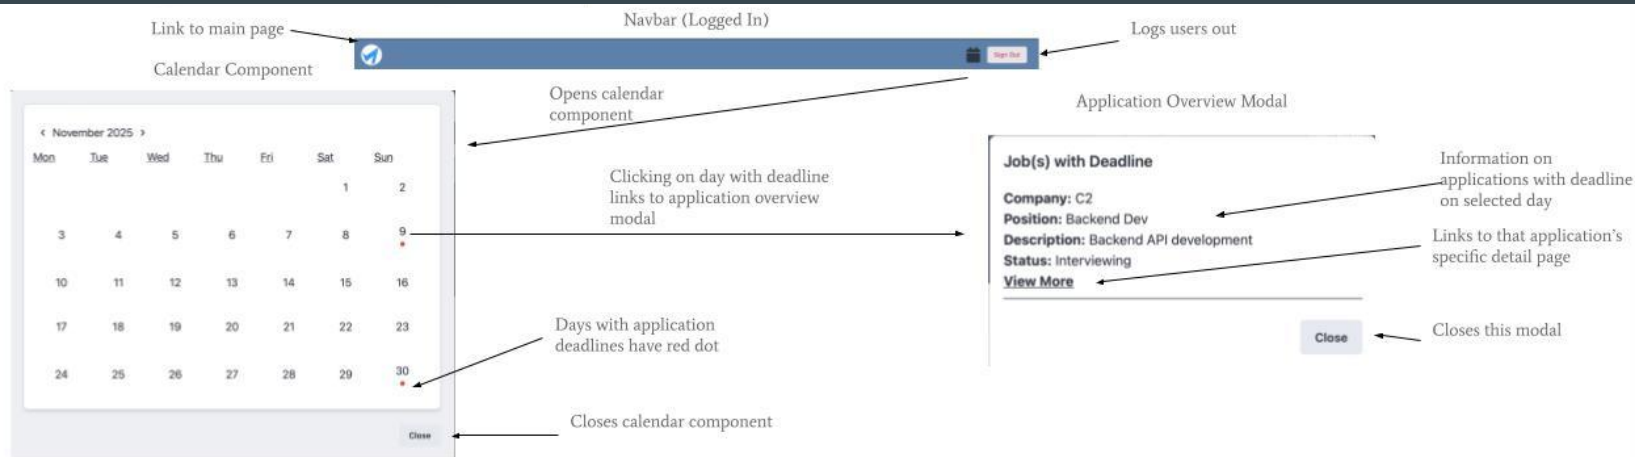 Navbar (Logged In)
Link to main page
Logs users out
Sign Out
Calendar Component
Opens calendar
component
Application Overview Modal
‹ November 2025 ›
Mon Tue Wed Thu Fri Sat Sun
1 2
3 4 5 6 7 8 9
10 11 12 13 14 15 16
17 18 19 20 21 22 23
24 25 26 27 28 29 30
Close
Clicking on day with deadline
links to application overview
modal
Days with application
deadlines have red dot
Closes calendar component
Job(s) with Deadline
Company: C2
Position: Backend Dev
Description: Backend API development
Status: Interviewing
View More
Close
Information on
applications with deadline
on selected day
Links to that application's
specific detail page
Closes this modal